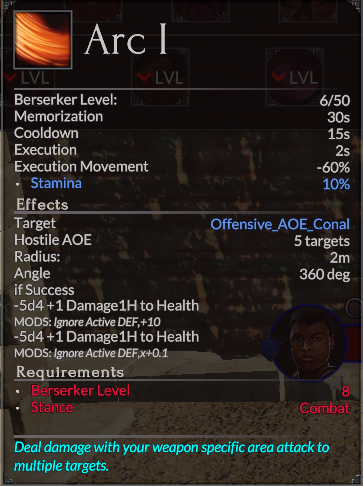 Arc I
LVL LVL LVL
Berserker Level: 6/50
Memorization 30s
Cooldown 15s
Execution 2s
Execution Movement -60%
• Stamina 10%
Effects
Target Offensive_AOE_Conal
Hostile AOE 5 targets
Radius: 2m
Angle 360 deg
if Success
-5d4 +1 Damage1H to Health
MODS: Ignore Active DEF,+10
-5d4 +1 Damage1H to Health
MODS: Ignore Active DEF,x+0.1
Requirements
• Berserker Level 8
• Stance Combat
Deal damage with your weapon specific area attack to
multiple targets.